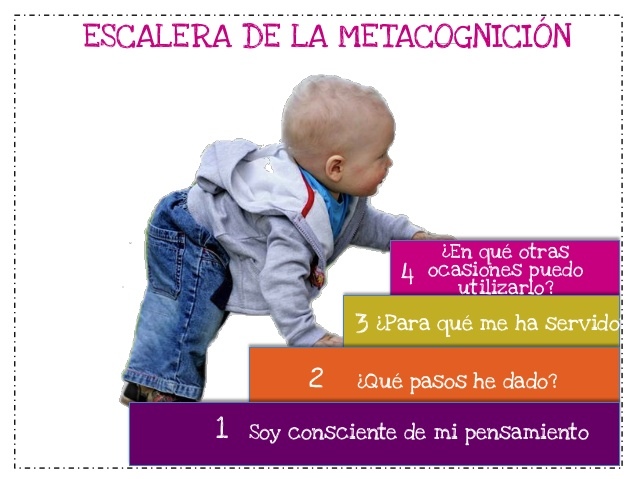 ESCALERA DE LA METACOGNICIÓN
¿En qué otras
4 ocasiones puedo
utilizarlo?
3 ¿Para qué me ha servido
2 ¿Qué pasos he dado?
1 Soy consciente de mi pensamiento